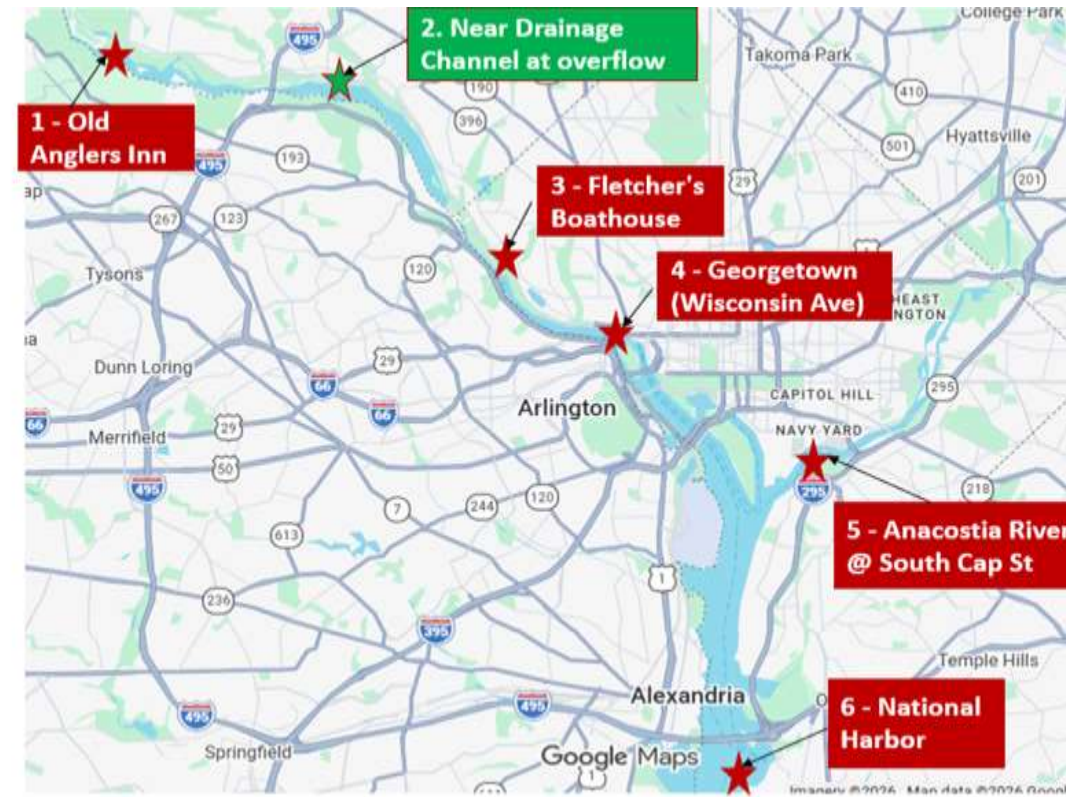 College Park
495
2. Near Drainage
Channel at overflow
Takoma Park
190
410
1 - Old
Anglers Inn
396
Hyattsville
501
193
495
29
3 - Fletcher's
Boathouse
201
267
123
120
4 - Georgetown
(Wisconsin Ave)
Tysons
29
Dunn Loring
66
295
CAPITOL HILL
66
Arlington
66
29
NAVY YARD
Merrifield
50
495
295
218
244
120
7
5 - Anacostia River
@ South Cap St
613
1
236
395
Temple Hills
Alexandria
6 - National
Harbor
495
495
Springfield
Google Maps
1
Imagery ©2026 Map data ©2026 Google